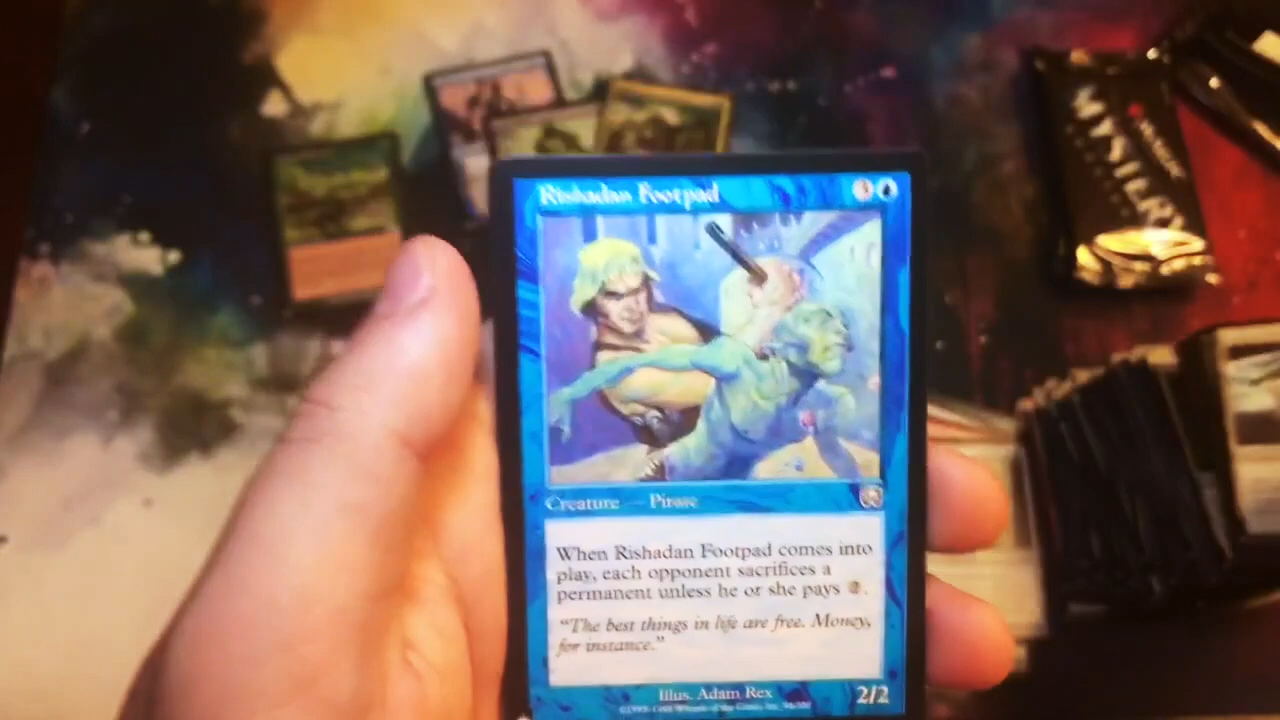 Rishadan Footpad
Creature — Pirate
When Rishadan Footpad comes into
play, each opponent sacrifices a
permanent unless he or she pays
"The best things in life are free. Money,
for instance."
Illus. Adam Rex
2/2
MYSTERY